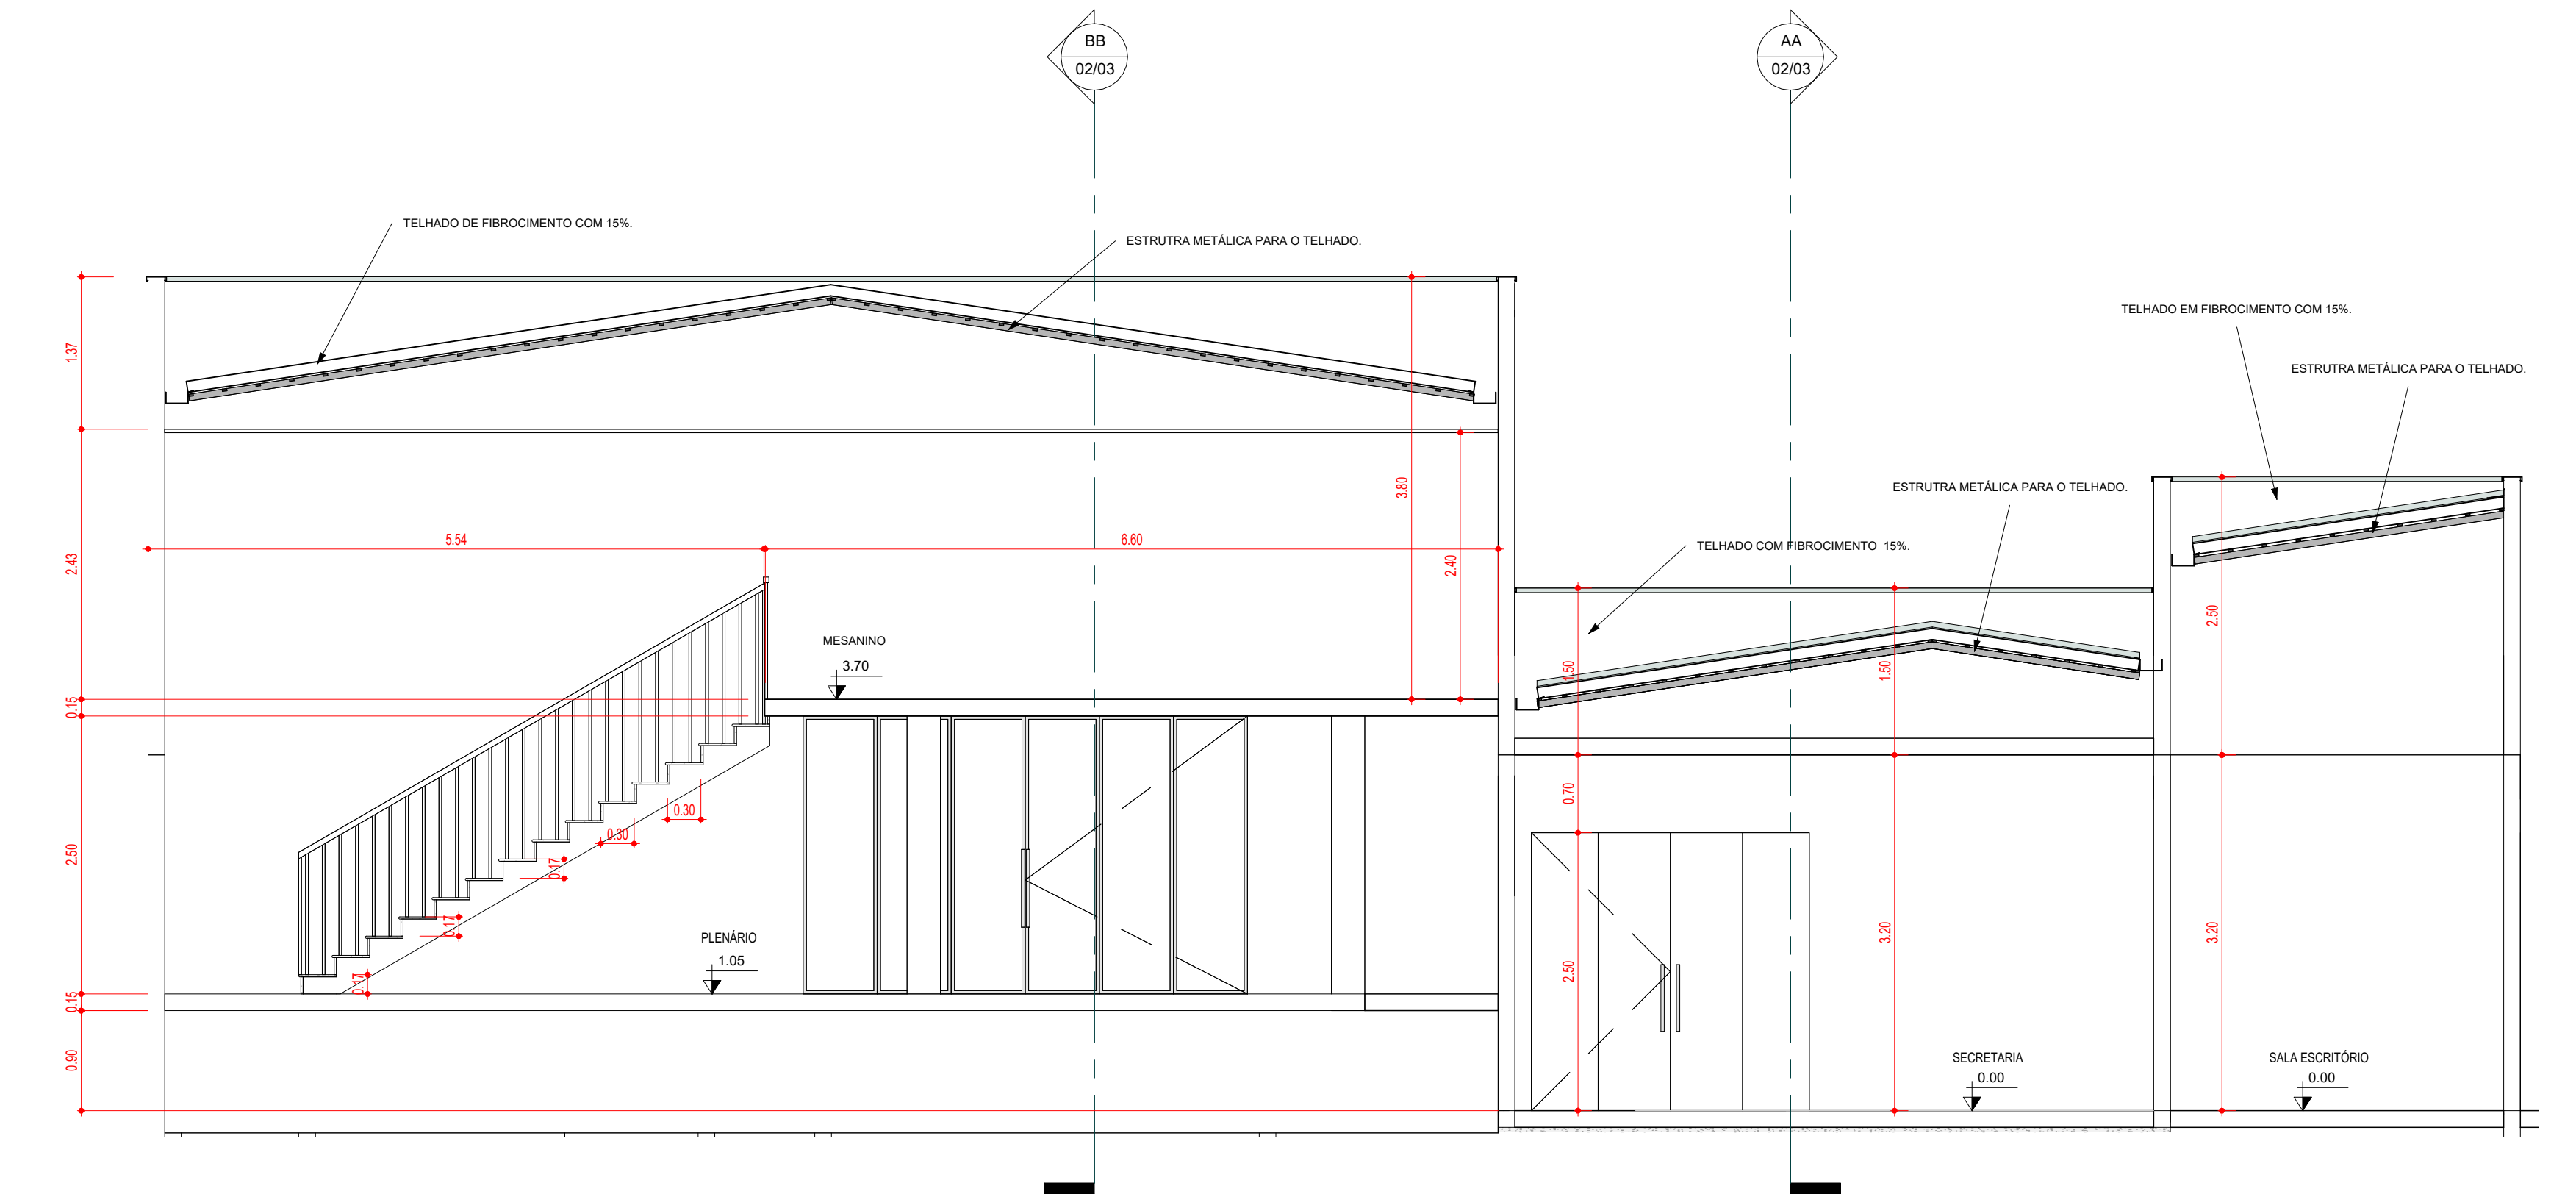 BB
02/03
AA
02/03
TELHADO DE FIBROCIMENTO COM 15%.
ESTRUTRA METÁLICA PARA O TELHADO.
TELHADO EM FIBROCIMENTO COM 15%.
ESTRUTRA METÁLICA PARA O TELHADO.
ESTRUTRA METÁLICA PARA O TELHADO.
TELHADO COM FIBROCIMENTO 15%.
1.37
2.43
0.15
2.50
0.15
0.90
5.54
6.60
3.80
2.40
MESANINO
3.70
0.30
0.30
0.17
0.17
0.17
PLENÁRIO
1.05
1.50
1.50
0.70
2.50
3.20
2.50
3.20
SECRETARIA
0.00
SALA ESCRITÓRIO
0.00